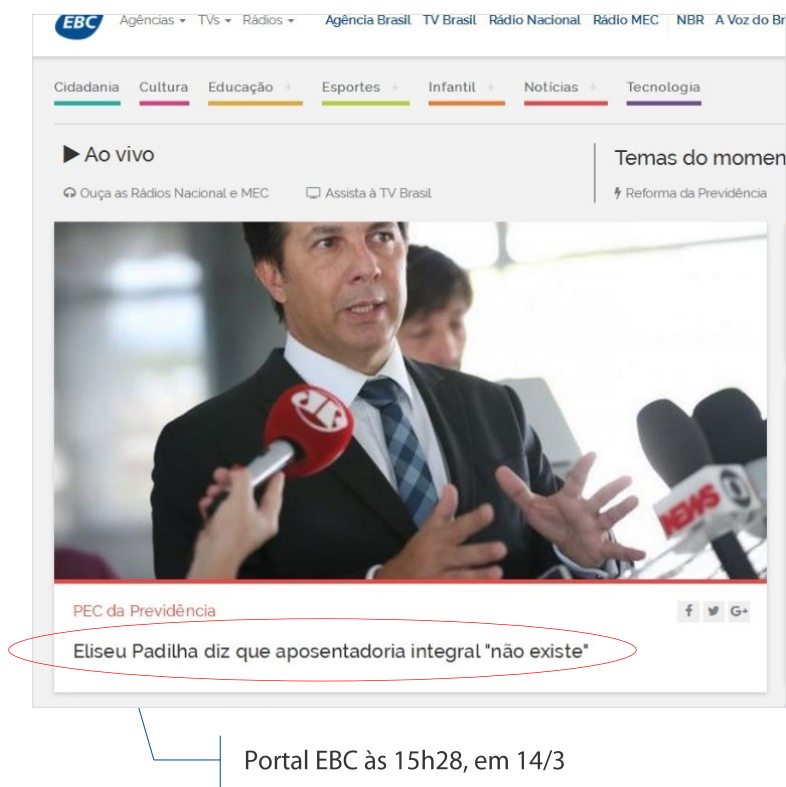 EBC Agências TVs Rádios Agência Brasil TV Brasil Rádio Nacional Rádio MEC NBR A Voz do Br
Cidadania Cultura Educação + Esportes + Infantil + Notícias + Tecnologia
Ao vivo
Ouça as Rádios Nacional e MEC Assista à TV Brasil
Temas do momen
Reforma da Previdência
JP
NEWS
PEC da Previdência
f G+
Eliseu Padilha diz que aposentadoria integral "não existe"
Portal EBC às 15h28, em 14/3